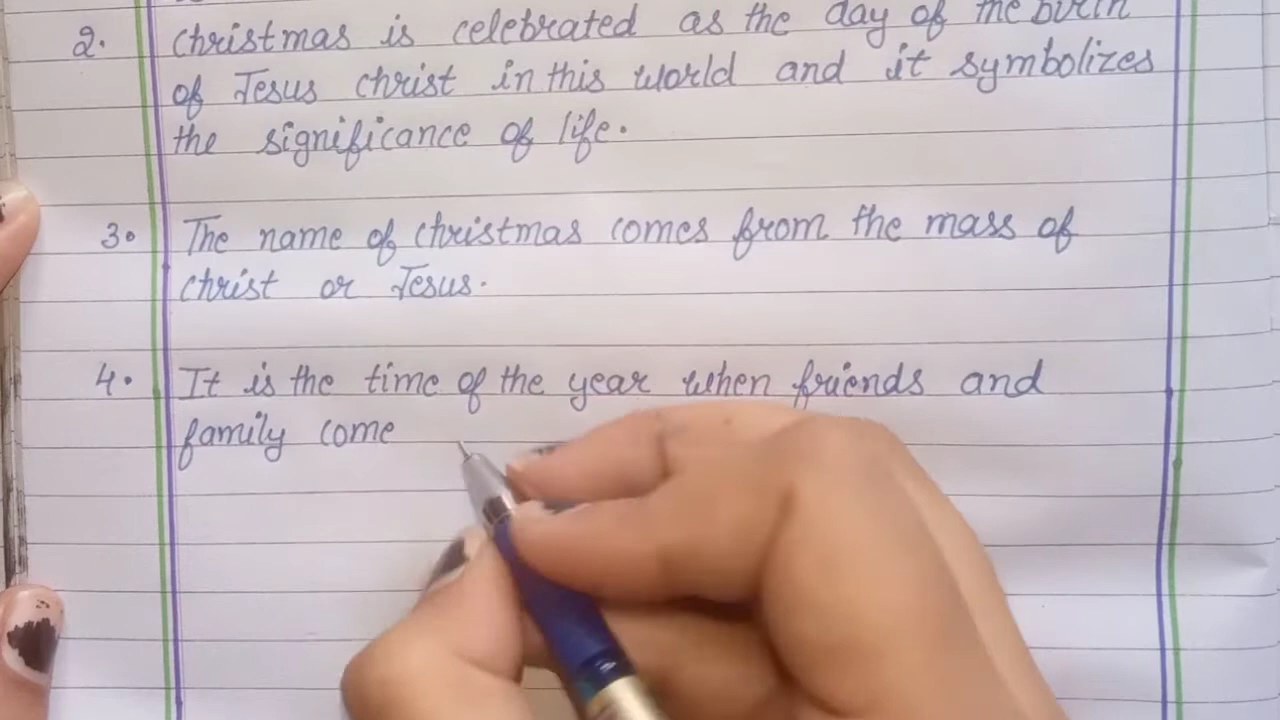 2. christmas is celebrated as the day of the birth
of Jesus christ in this world and it symbolizes
the significance of life.
3. The name of christmas comes from the mass of
christ or Jesus.
4. It is the time of the year when friends and
family come